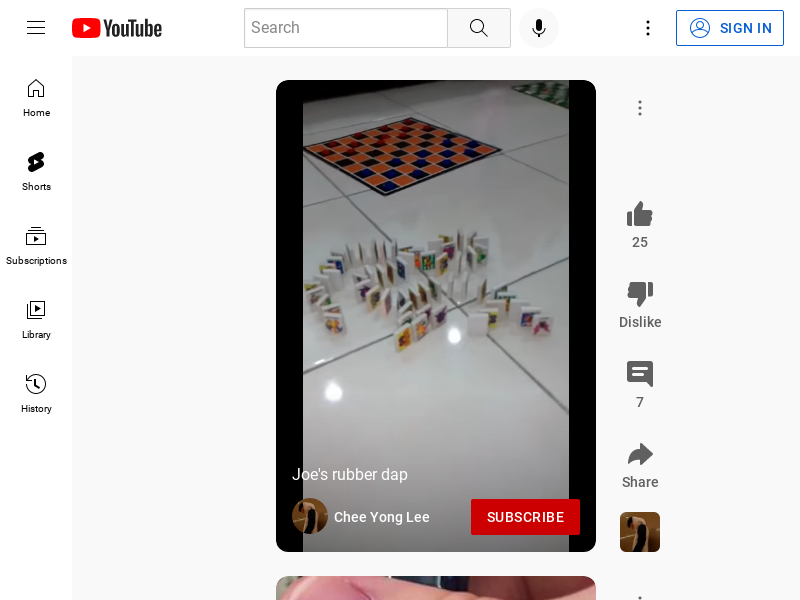 YouTube
Search
SIGN IN
Home
Shorts
Subscriptions
Library
History
25
Dislike
7
Share
Joe's rubber dap
Chee Yong Lee
SUBSCRIBE